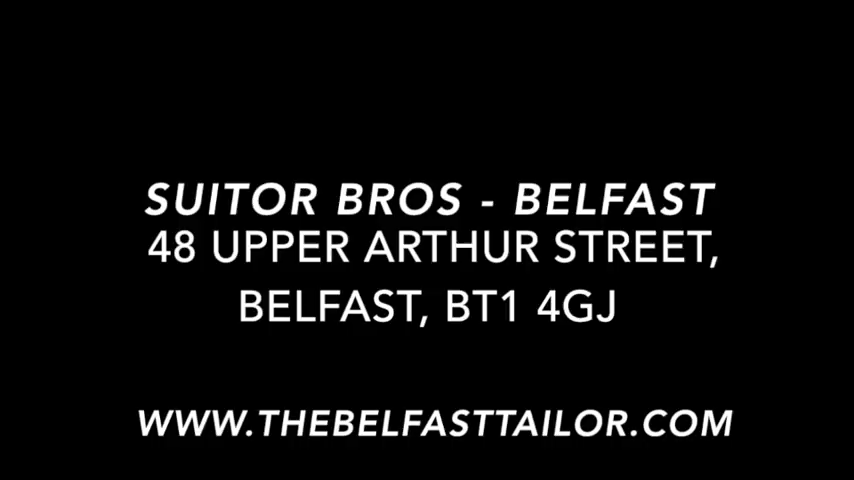 SUITOR BROS - BELFAST
48 UPPER ARTHUR STREET,
BELFAST, BT1 4GJ
WWW.THEBELFASTTAILOR.COM